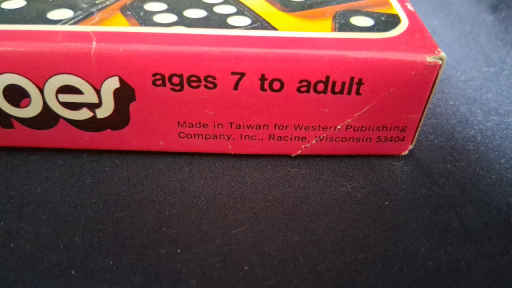 oes
ages 7 to adult
Made in Taiwan for Western Publishing
Company, Inc., Racine, Wisconsin 53404